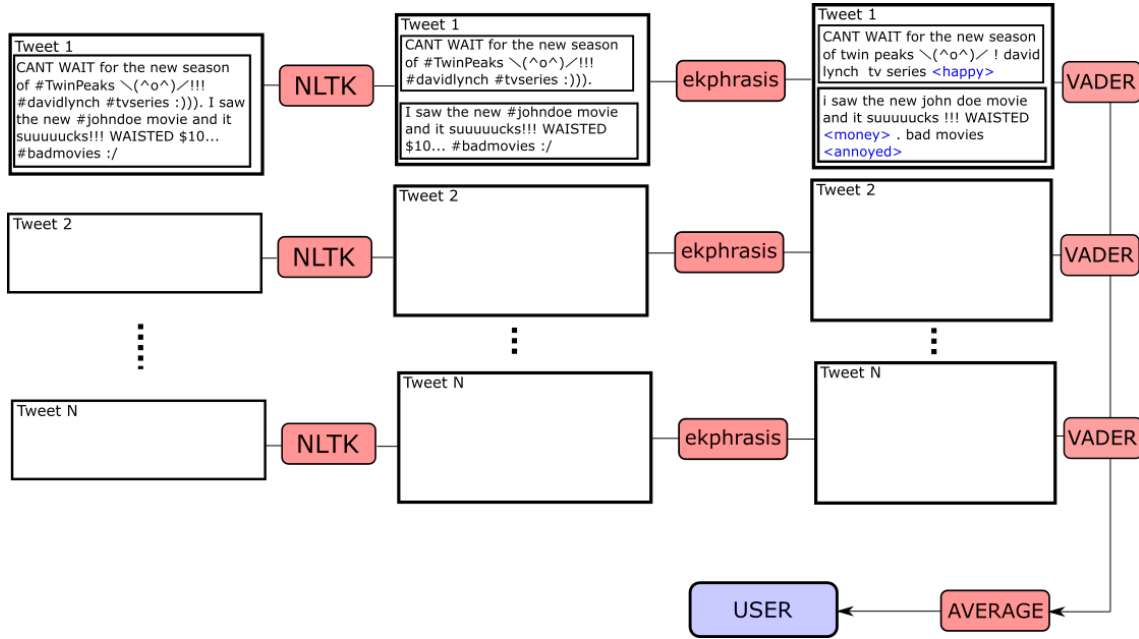 Tweet 1
CANT WAIT for the new season
of #TwinPeaks ＼(^o^)／!!!
#davidlynch #tvseries :))). I saw
the new #johndoe movie and it
suuuuucks!!! WAISTED $10...
#badmovies :/
NLTK
Tweet 1
CANT WAIT for the new season
of #TwinPeaks ＼(^o^)／!!!
#davidlynch #tvseries :))).
I saw the new #johndoe movie
and it suuuuucks!!! WAISTED
$10... #badmovies :/
ekphrasis
Tweet 1
CANT WAIT for the new season
of twin peaks ＼(^o^)／ ! david
lynch tv series <happy>
i saw the new john doe movie
and it suuuuucks !!! WAISTED
<money> . bad movies
<annoyed>
VADER
Tweet 2
NLTK
Tweet 2
ekphrasis
Tweet 2
VADER
Tweet N
NLTK
Tweet N
ekphrasis
Tweet N
VADER
USER
AVERAGE